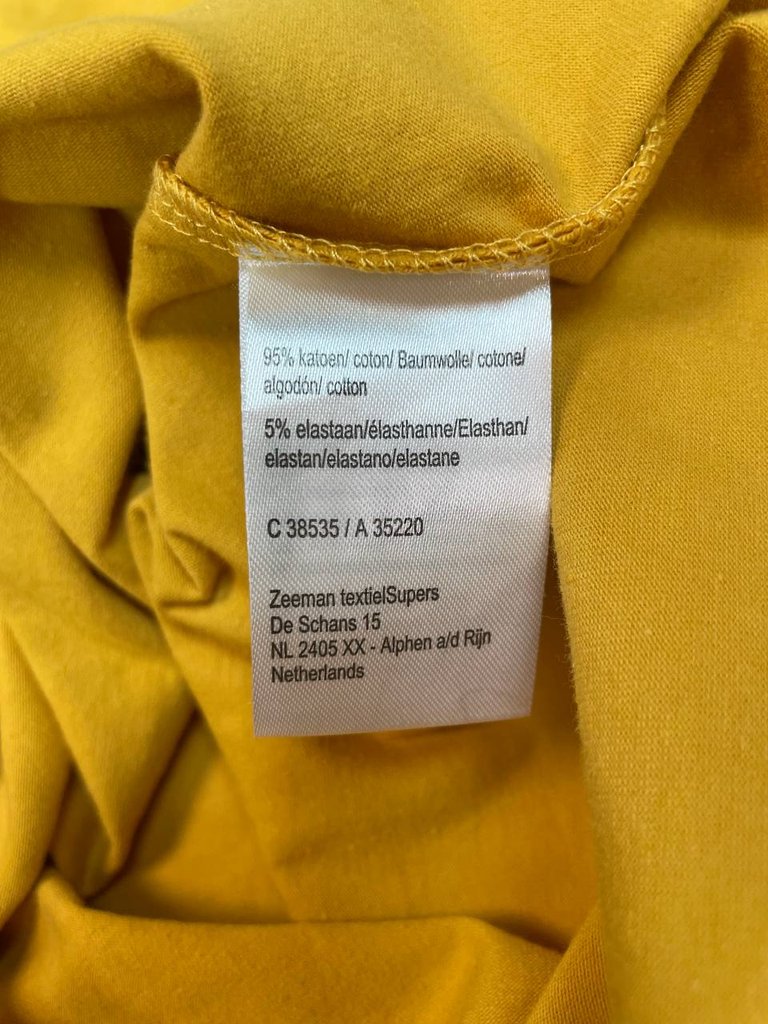 95% katoen/ coton/ Baumwolle/ cotone/
algodón/ cotton
5% elastaan/élasthanne/Elasthan/
elastan/elastano/elastane
C 38535 / A 35220
Zeeman textielSupers
De Schans 15
NL 2405 XX - Alphen a/d Rijn
Netherlands